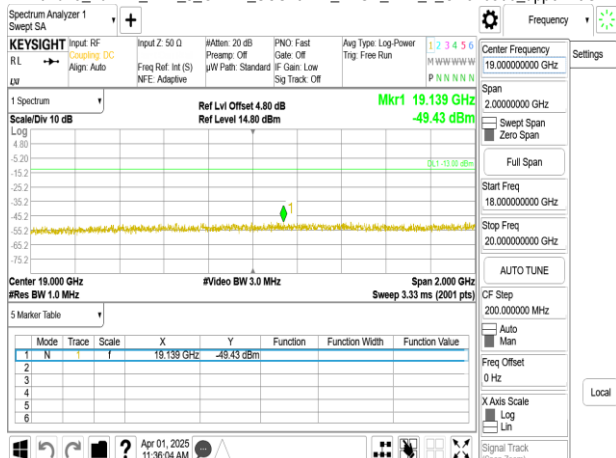 Spectrum Analyzer 1
Swept SA
Frequency
KEYSIGHT
RL
Input: RF
Coupling: DC
Align: Auto
Input Z: 50 Ω
Freq Ref: Int (S)
NFE: Adaptive
#Atten: 20 dB
Preamp: Off
µW Path: Standard
PNO: Fast
Gate: Off
IF Gain: Low
Sig Track: Off
Avg Type: Log-Power
Trig: Free Run
1 2 3 4 5 6
M W W W W W
P N N N N N
1 Spectrum
Scale/Div 10 dB
Ref Lvl Offset 4.80 dB
Ref Level 14.80 dBm
Mkr1 19.139 GHz
-49.43 dBm
Log
4.80
-5.20
-15.2
-25.2
-35.2
-45.2
-55.2
-65.2
-75.2
DL1 -13.00 dBm
1
Center 19.000 GHz
#Res BW 1.0 MHz
#Video BW 3.0 MHz
Span 2.000 GHz
Sweep 3.33 ms (2001 pts)
5 Marker Table
Mode Trace Scale X Y Function Function Width Function Value
1 N 1 f 19.139 GHz -49.43 dBm
2
3
4
5
6
Apr 01, 2025
11:36:04 AM
Center Frequency
19.000000000 GHz
Span
2.00000000 GHz
Swept Span
Zero Span
Full Span
Start Freq
18.000000000 GHz
Stop Freq
20.000000000 GHz
AUTO TUNE
CF Step
200.000000 MHz
Auto
Man
Freq Offset
0 Hz
X Axis Scale
Log
Lin
Signal Track
Settings
Local